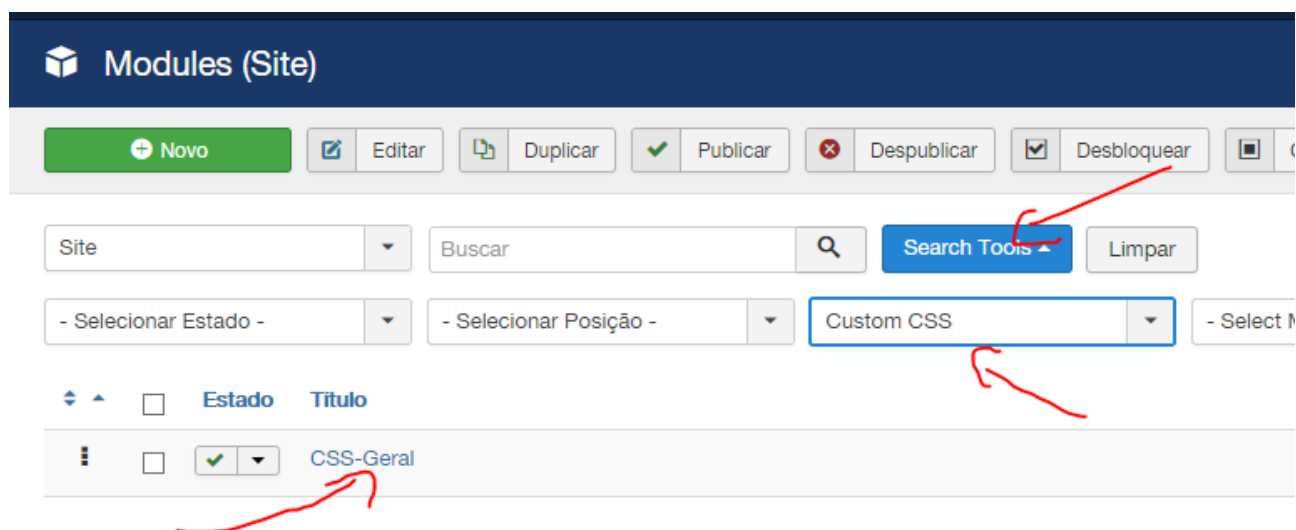 Modules (Site)
Novo Editar Duplicar Publicar Despublicar Desbloquear
Site Buscar Search Tools Limpar
- Selecionar Estado - - Selecionar Posição - Custom CSS - Select
Estado Título
CSS-Geral